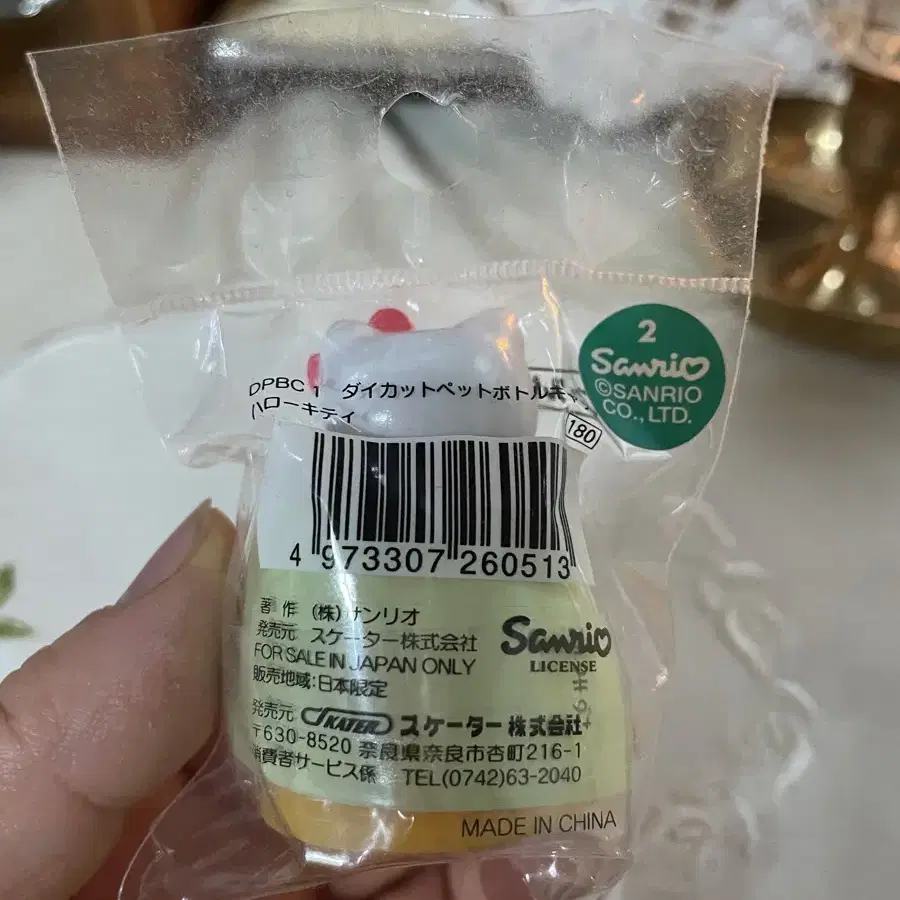 2
Sanrio
©SANRIO
CO., LTD.
DPBC 1 ダイカットペットボトルキャ
ハローキティ
180
4 973307 260513
著 作 (株)サンリオ
発売元 スケーター株式会社
FOR SALE IN JAPAN ONLY
販売地域:日本限定
Sanrio
LICENSE
発売元 SKATER スケーター株式会社
〒630-8520 奈良県奈良市杏町216-1
消費者サービス係 TEL(0742)63-2040
MADE IN CHINA